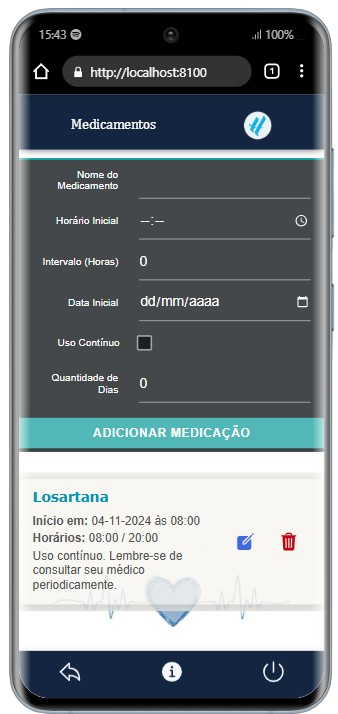 15:43
100%
http://localhost:8100
1
Medicamentos
Nome do
Medicamento
Horário Inicial
--:--
Intervalo (Horas)
0
Data Inicial
dd/mm/aaaa
Uso Contínuo
Quantidade de
Dias
0
ADICIONAR MEDICAÇÃO
Losartana
Início em: 04-11-2024 às 08:00
Horários: 08:00 / 20:00
Uso contínuo. Lembre-se de
consultar seu médico
periodicamente.